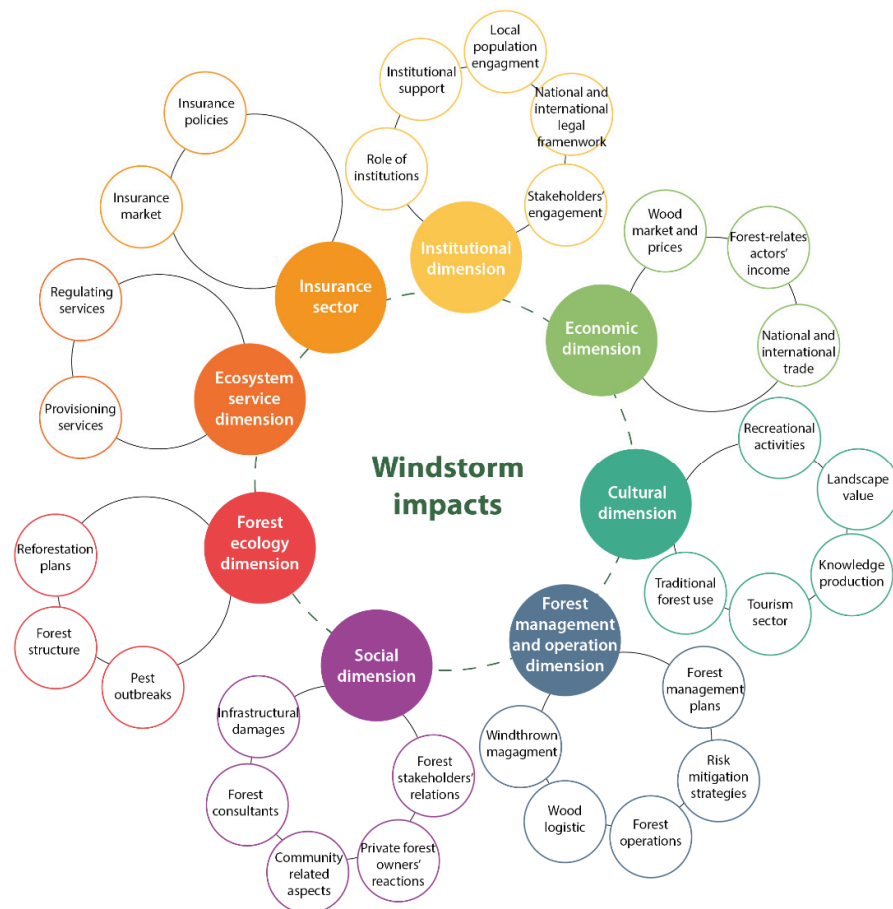 Windstorm
impacts
Institutional
dimension
Role of
institutions
Institutional
support
Local
population
engagment
National and
international
legal
framenwork
Stakeholders'
engagement
Economic
dimension
Wood
market and
prices
Forest-relates
actors'
income
National and
international
trade
Cultural
dimension
Recreational
activities
Landscape
value
Knowledge
production
Tourism
sector
Traditional
forest use
Forest
management
and operation
dimension
Forest
management
plans
Risk
mitigation
strategies
Forest
operations
Wood
logistic
Windthrown
magagment
Social
dimension
Forest
stakeholders'
relations
Private forest
owners'
reactions
Community
related
aspects
Forest
consultants
Infrastructural
damages
Forest
ecology
dimension
Pest
outbreaks
Forest
structure
Reforestation
plans
Ecosystem
service
dimension
Provisioning
services
Regulating
services
Insurance
sector
Insurance
market
Insurance
policies